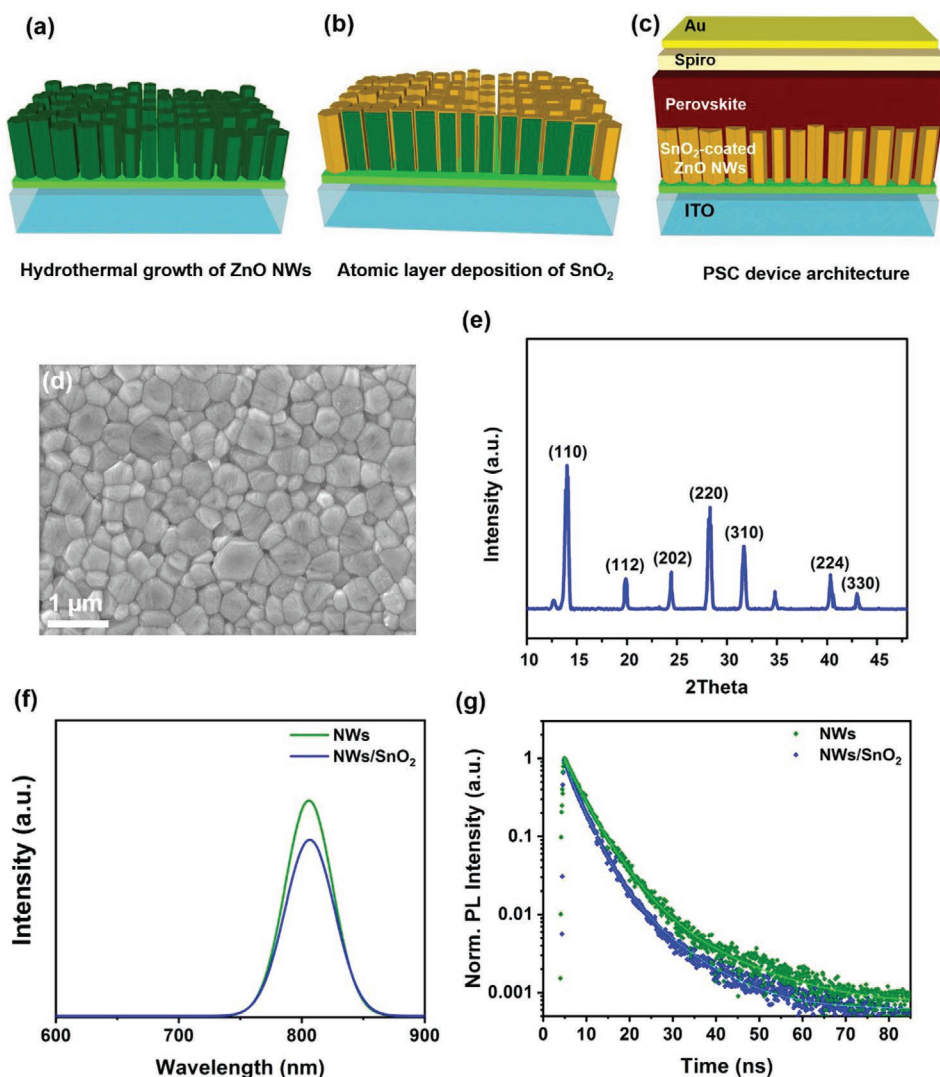 (a)
(b)
(c)
Au
Spiro
Perovskite
SnO₂-coated
ZnO NWs
ITO
Hydrothermal growth of ZnO NWs
Atomic layer deposition of SnO₂
PSC device architecture
(d)
1 µm
(e)
Intensity (a.u.)
(110)
(112)
(202)
(220)
(310)
(224)
(330)
10 15 20 25 30 35 40 45
2Theta
(f)
Intensity (a.u.)
NWs
NWs/SnO₂
600 700 800 900
Wavelength (nm)
(g)
Norm. PL Intensity (a.u.)
NWs
NWs/SnO₂
1
0.1
0.01
0.001
0 10 20 30 40 50 60 70 80
Time (ns)